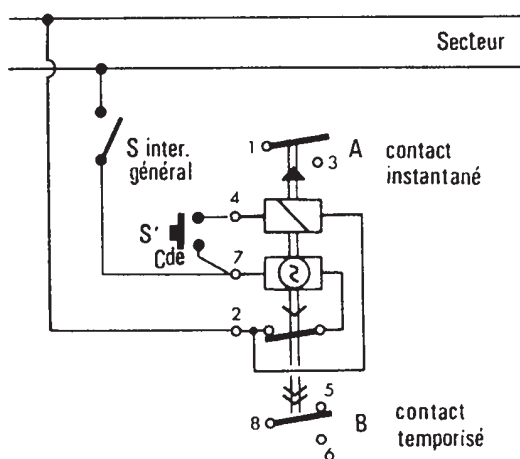 Secteur
S inter.
général
1
A
contact
instantané
3
4
S'
Cde
7
2
5
8
B
contact
temporisé
6